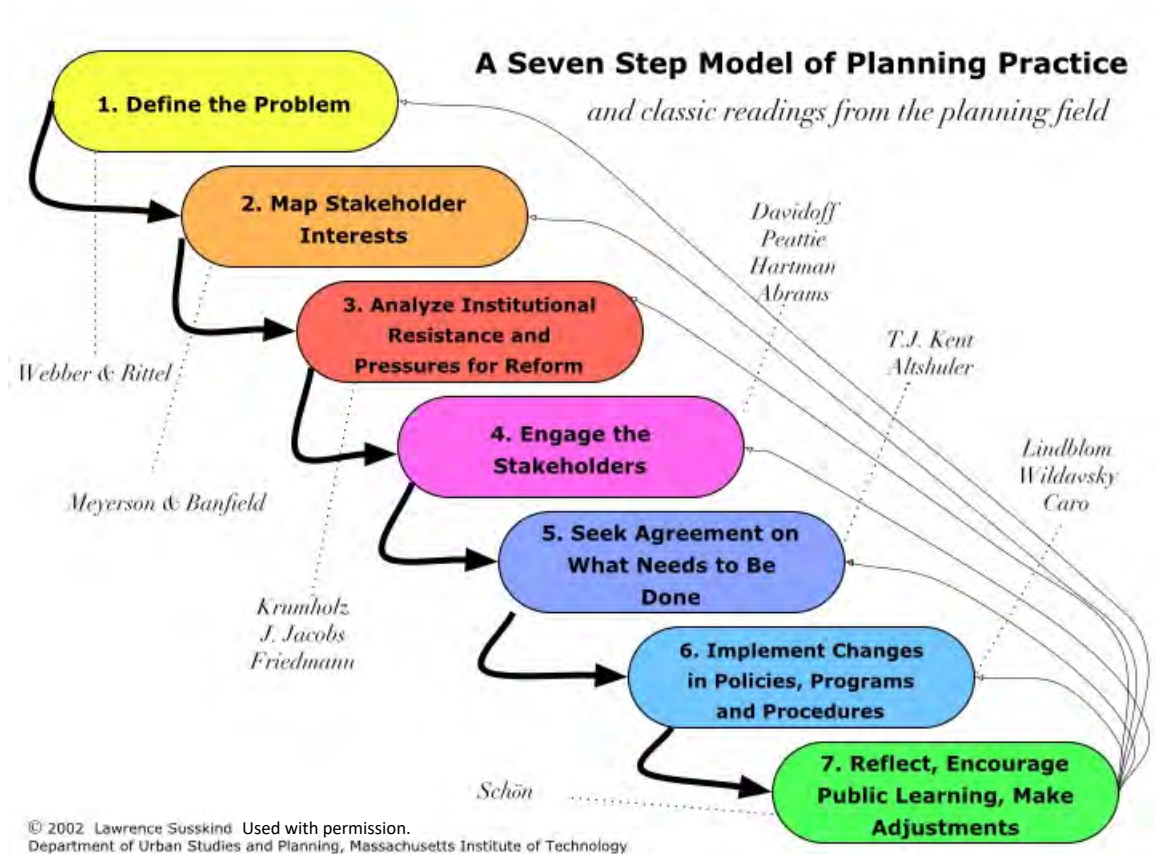 A Seven Step Model of Planning Practice
and classic readings from the planning field
1. Define the Problem
2. Map Stakeholder
Interests
3. Analyze Institutional
Resistance and
Pressures for Reform
4. Engage the
Stakeholders
5. Seek Agreement on
What Needs to Be
Done
6. Implement Changes
in Policies, Programs
and Procedures
7. Reflect, Encourage
Public Learning, Make
Adjustments
Webber & Rittel
Meyerson & Banfield
Krumholz
J. Jacobs
Friedmann
Davidoff
Peattie
Hartman
Abrams
T.J. Kent
Altshuler
Lindblom
Wildavsky
Caro
Schön
© 2002 Lawrence Susskind Used with permission.
Department of Urban Studies and Planning, Massachusetts Institute of Technology